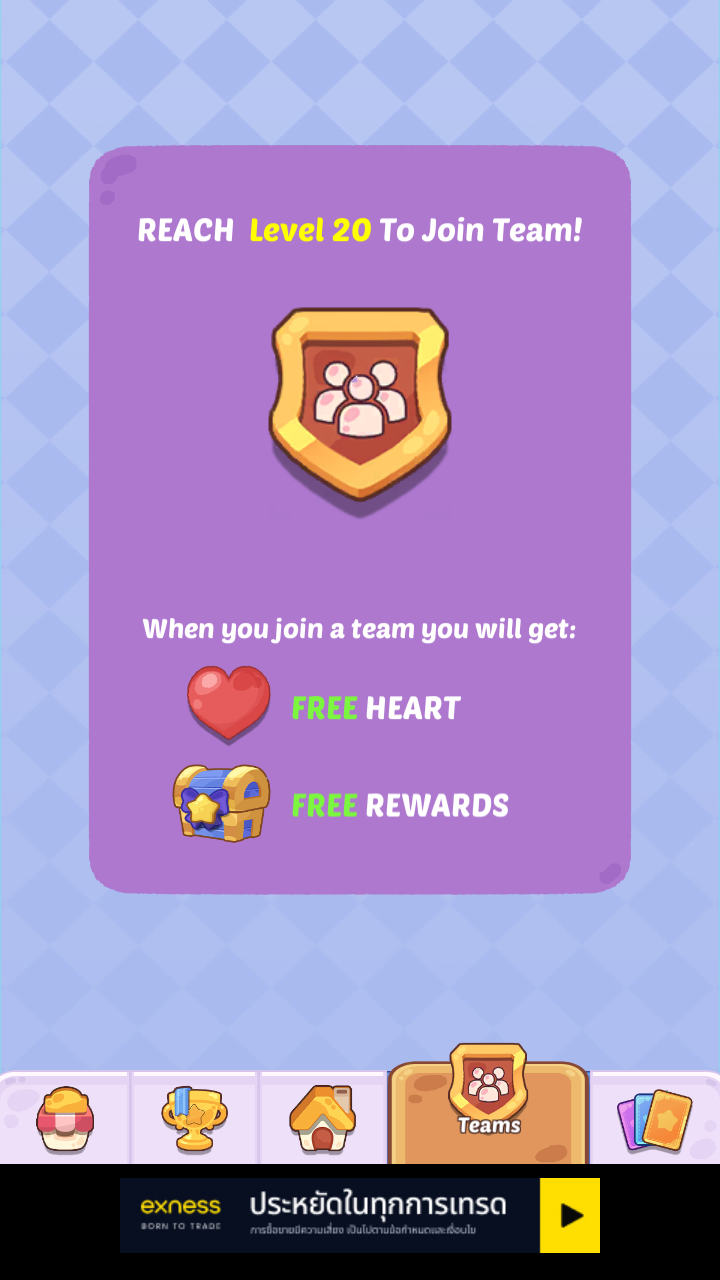 REACH Level 20 To Join Team!
When you join a team you will get:
FREE HEART
FREE REWARDS
Teams
exness
BORN TO TRADE
ประหยัดในทุกการเทรด
การซื้อขายมีความเสี่ยง เป็นไปตามข้อกำหนดและเงื่อนไข